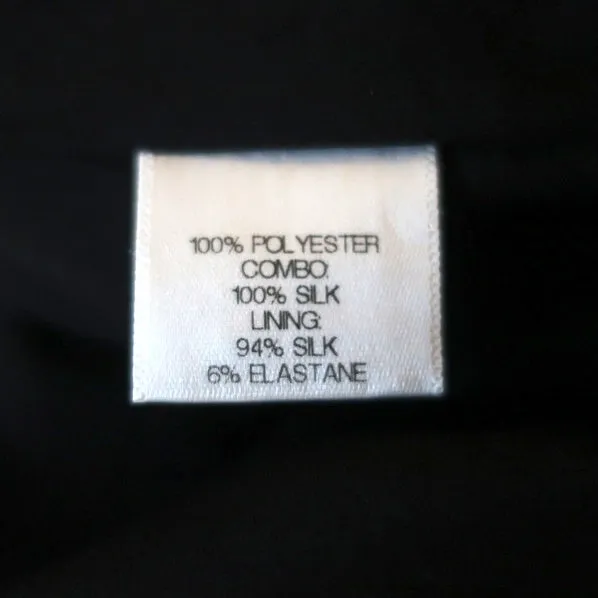 100% POLYESTER
COMBO:
100% SILK
LINING:
94% SILK
6% ELASTANE